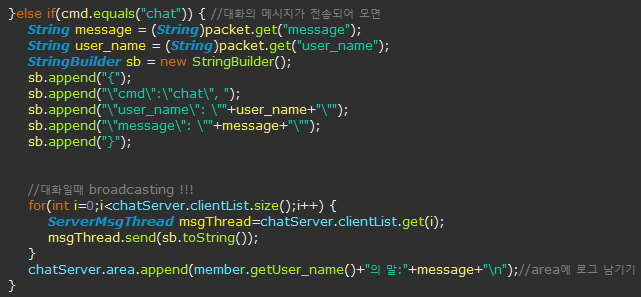 }else if(cmd.equals("chat")) { //대화의 메시지가 전송되어 오면
String message = (String)packet.get("message");
String user_name = (String)packet.get("user_name");
StringBuilder sb = new StringBuilder();
sb.append("{");
sb.append("\"cmd\":\"chat\", ");
sb.append("\"user_name\": \""+user_name+"\"");
sb.append("\"message\": \""+message+"\"");
sb.append("}");
//대화일때 broadcasting !!!
for(int i=0;i<chatServer.clientList.size();i++) {
ServerMsgThread msgThread=chatServer.clientList.get(i);
msgThread.send(sb.toString());
}
chatServer.area.append(member.getUser_name()+"의 말:"+message+"\n");//area에 로그 남기기
}